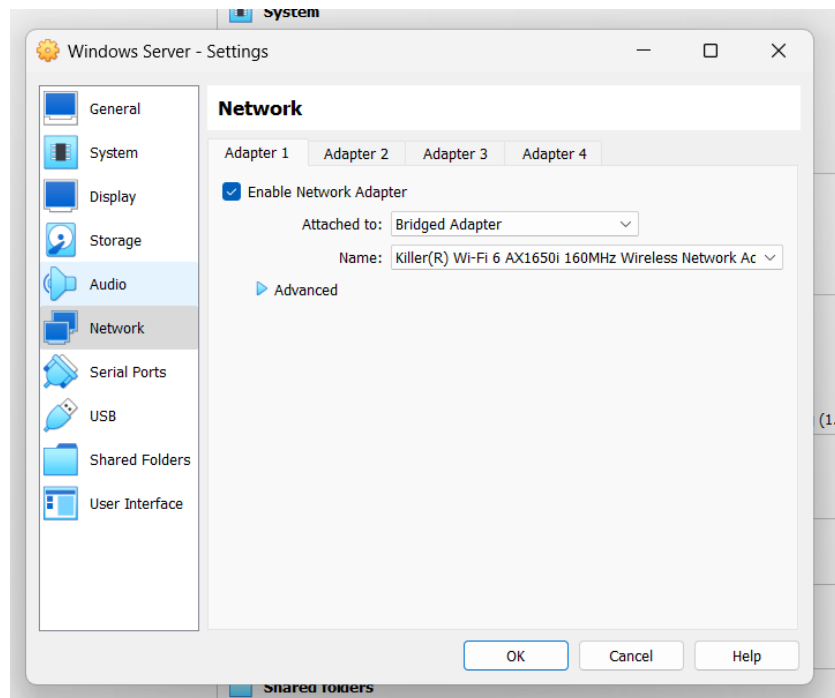 System
Windows Server - Settings
General
System
Display
Storage
Audio
Network
Serial Ports
USB
Shared Folders
User Interface
Network
Adapter 1 Adapter 2 Adapter 3 Adapter 4
Enable Network Adapter
Attached to: Bridged Adapter
Name: Killer(R) Wi-Fi 6 AX1650i 160MHz Wireless Network Ac
Advanced
(1.
OK Cancel Help
Shared folders